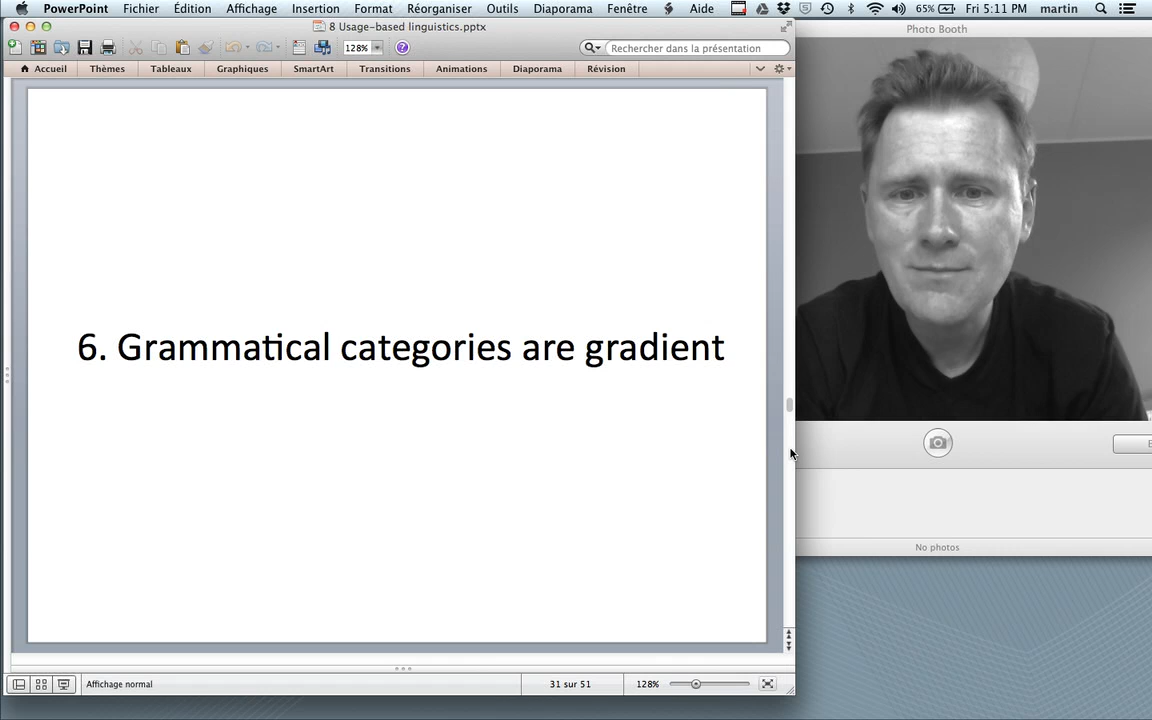 PowerPoint Fichier Édition Affichage Insertion Format Réorganiser Outils Diaporama Fenêtre Aide 65% Fri 5:11 PM martin
8 Usage-based linguistics.pptx
Photo Booth
128% Rechercher dans la présentation
Accueil Thèmes Tableaux Graphiques SmartArt Transitions Animations Diaporama Révision
6. Grammatical categories are gradient
No photos
Affichage normal 31 sur 51 128%